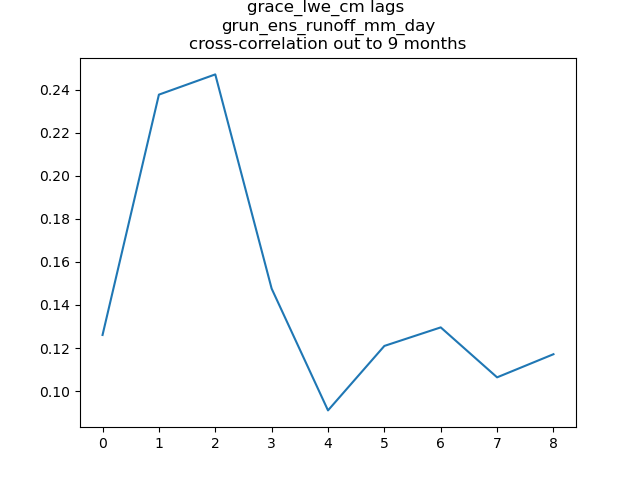 grace_lwe_cm lags
grun_ens_runoff_mm_day
cross-correlation out to 9 months
0.24
0.22
0.20
0.18
0.16
0.14
0.12
0.10
0 1 2 3 4 5 6 7 8